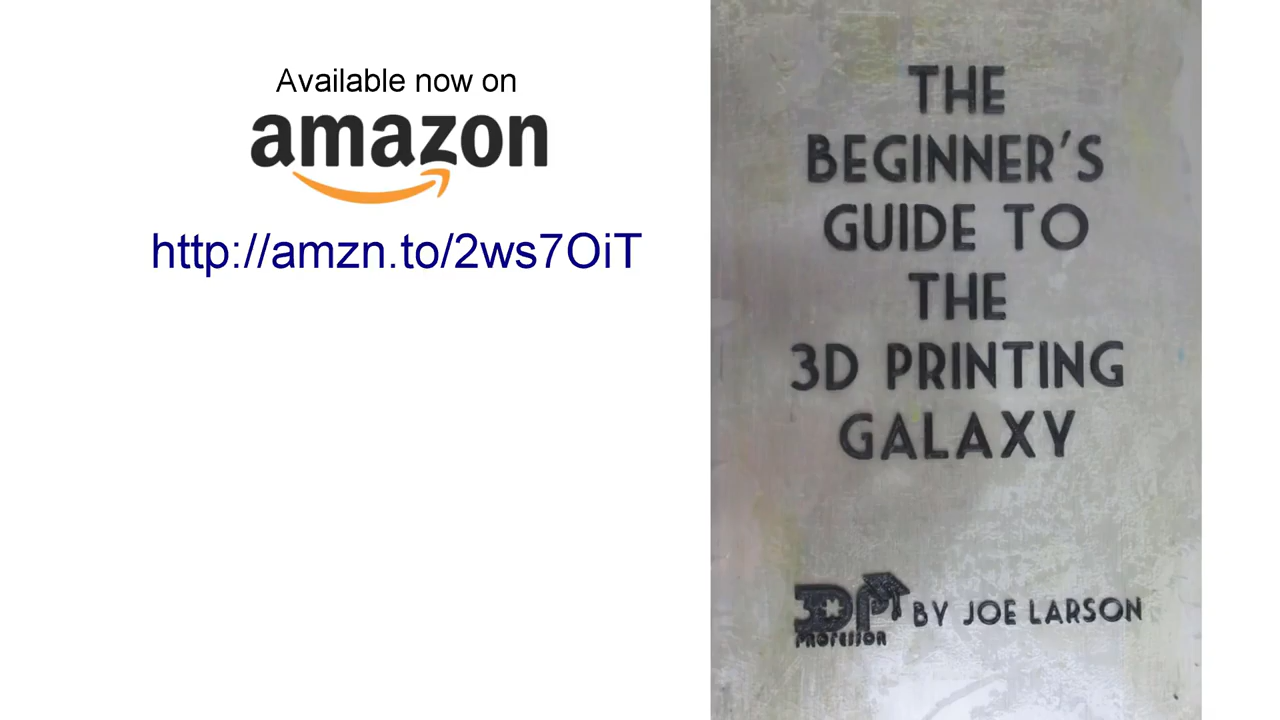 Available now on
amazon
http://amzn.to/2ws7OiT
THE
BEGINNER'S
GUIDE TO
THE
3D PRINTING
GALAXY
3DP
PROFESSOR
BY JOE LARSON